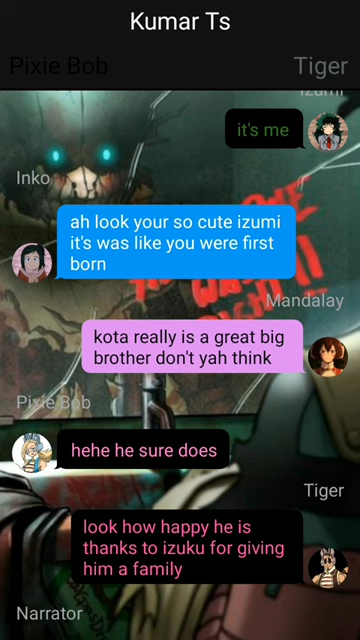 Kumar Ts
Pixie Bob
Tiger
Izumi
it's me
Inko
ah look your so cute izumi
it's was like you were first
born
Mandalay
kota really is a great big
brother don't yah think
Pixie Bob
hehe he sure does
Tiger
look how happy he is
thanks to izuku for giving
him a family
Narrator